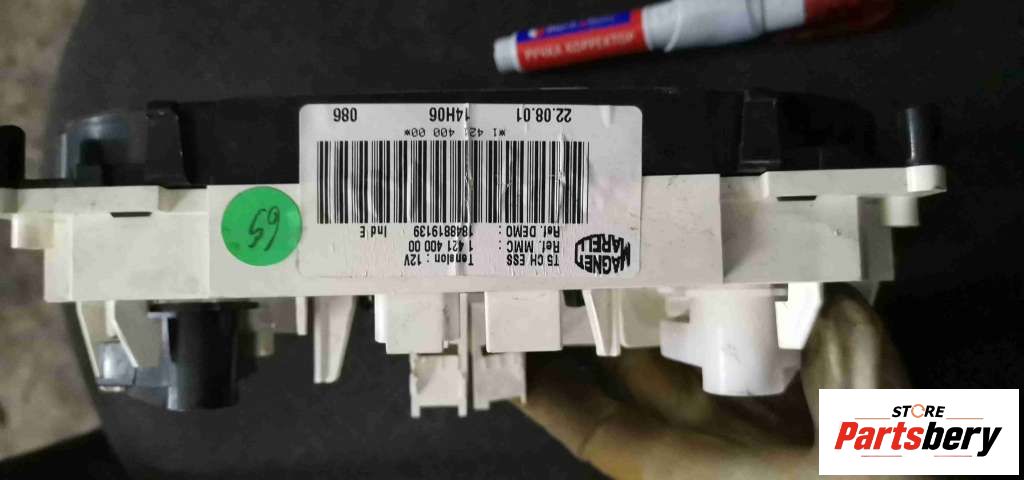 РУЧКА КОРРЕКТОР
MAGNETI
MARELLI
T5 CH ESS
Tension : 12V
Ref. MMC : 1 421 400 00
Ref. DEMO : 1848819139 Ind E
*1 421 400 00*
22.08.01 14H06 086
65
STORE
Partsbery